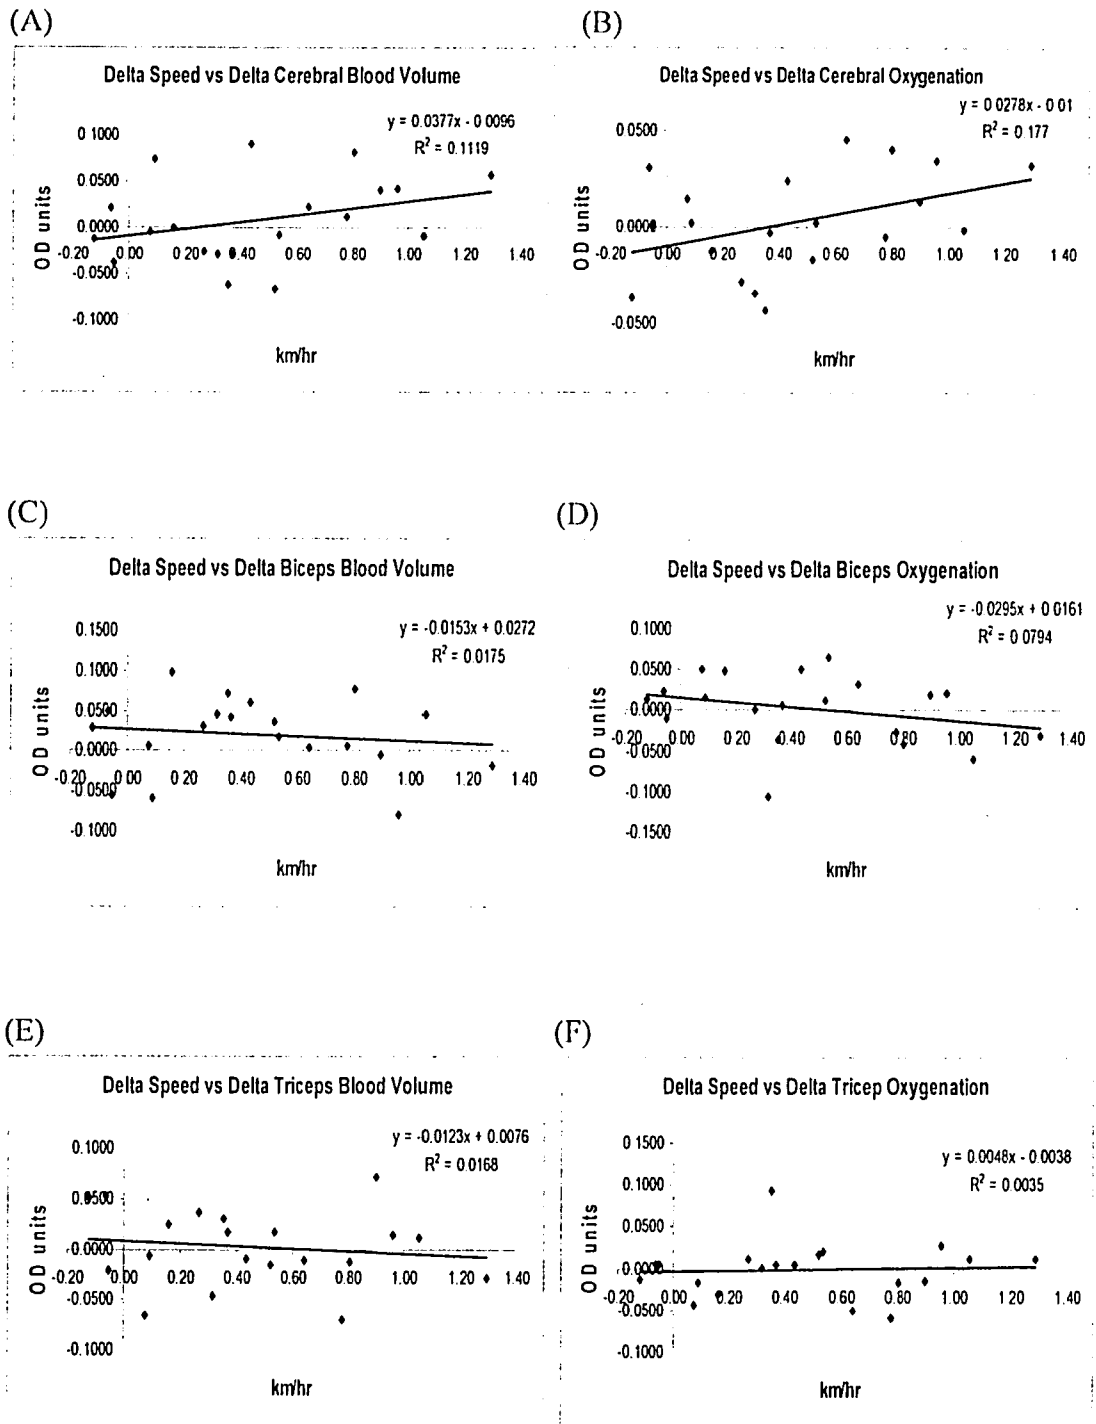 (A)
Delta Speed vs Delta Cerebral Blood Volume
y = 0.0377x - 0.0096
R² = 0.1119
0.1000
0.0500
0.0000
-0.20 0.00 0.20 0.40 0.60 0.80 1.00 1.20 1.40
-0.0500
-0.1000
OD units
km/hr
(B)
Delta Speed vs Delta Cerebral Oxygenation
y = 0.0278x - 0.01
R² = 0.177
0.0500
0.0000
-0.20 0.00 0.20 0.40 0.60 0.80 1.00 1.20 1.40
-0.0500
OD units
km/hr
(C)
Delta Speed vs Delta Biceps Blood Volume
y = -0.0153x + 0.0272
R² = 0.0175
0.1500
0.1000
0.0500
0.0000
-0.20 0.00 0.20 0.40 0.60 0.80 1.00 1.20 1.40
-0.0500
-0.1000
OD units
km/hr
(D)
Delta Speed vs Delta Biceps Oxygenation
y = -0.0295x + 0.0161
R² = 0.0794
0.1000
0.0500
0.0000
-0.20 0.00 0.20 0.40 0.60 0.80 1.00 1.20 1.40
-0.0500
-0.1000
-0.1500
OD units
km/hr
(E)
Delta Speed vs Delta Triceps Blood Volume
y = -0.0123x + 0.0076
R² = 0.0168
0.1000
0.0500
0.0000
-0.20 0.00 0.20 0.40 0.60 0.80 1.00 1.20 1.40
-0.0500
-0.1000
OD units
km/hr
(F)
Delta Speed vs Delta Tricep Oxygenation
y = 0.0048x - 0.0038
R² = 0.0035
0.1500
0.1000
0.0500
0.0000
-0.20 0.00 0.20 0.40 0.60 0.80 1.00 1.20 1.40
-0.0500
-0.1000
OD units
km/hr